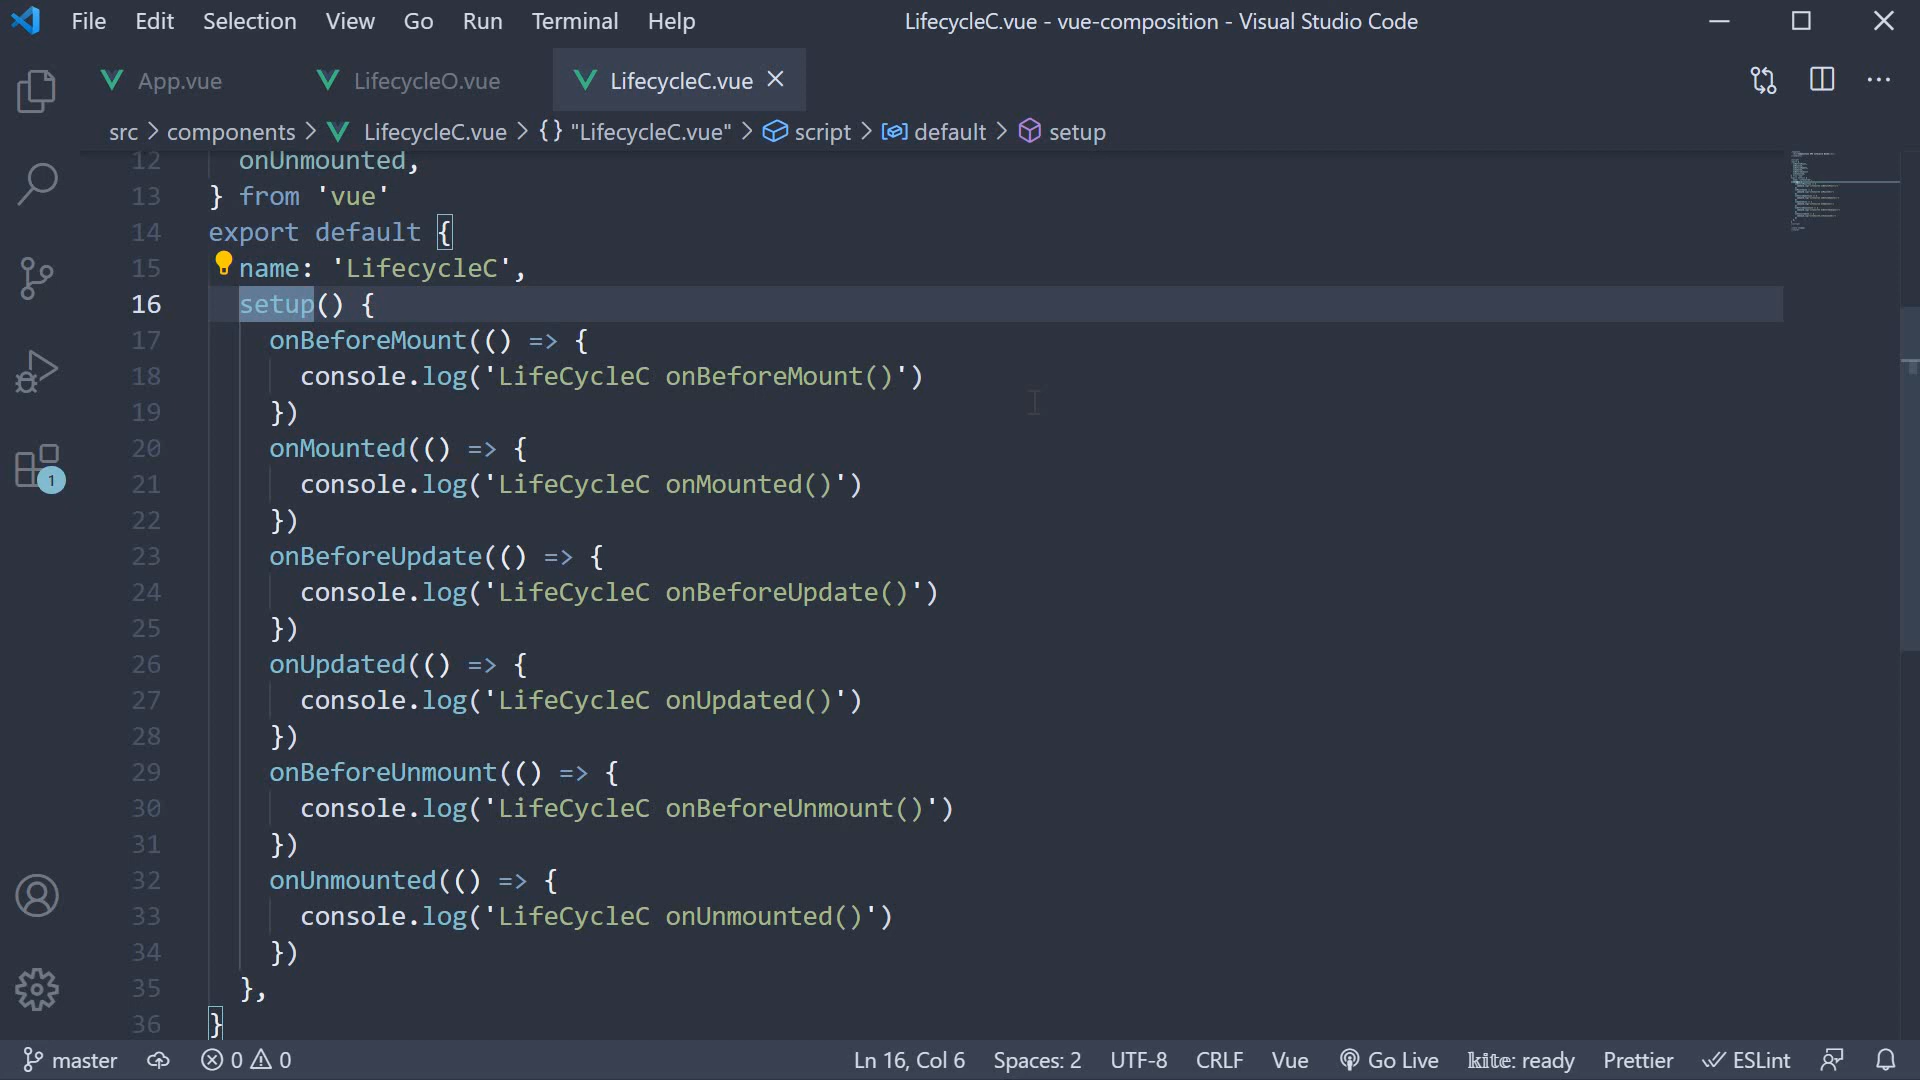 File Edit Selection View Go Run Terminal Help LifecycleC.vue - vue-composition - Visual Studio Code
App.vue LifecycleO.vue LifecycleC.vue
src > components > LifecycleC.vue > {} "LifecycleC.vue" > script > default > setup
12 onUnmounted,
13 } from 'vue'
14 export default {
15 name: 'LifecycleC',
16 setup() {
17 onBeforeMount(() => {
18 console.log('LifeCycleC onBeforeMount()')
19 })
20 onMounted(() => {
21 console.log('LifeCycleC onMounted()')
22 })
23 onBeforeUpdate(() => {
24 console.log('LifeCycleC onBeforeUpdate()')
25 })
26 onUpdated(() => {
27 console.log('LifeCycleC onUpdated()')
28 })
29 onBeforeUnmount(() => {
30 console.log('LifeCycleC onBeforeUnmount()')
31 })
32 onUnmounted(() => {
33 console.log('LifeCycleC onUnmounted()')
34 })
35 },
36 }
1
master 0 0 Ln 16, Col 6 Spaces: 2 UTF-8 CRLF Vue Go Live kite: ready Prettier ESLint